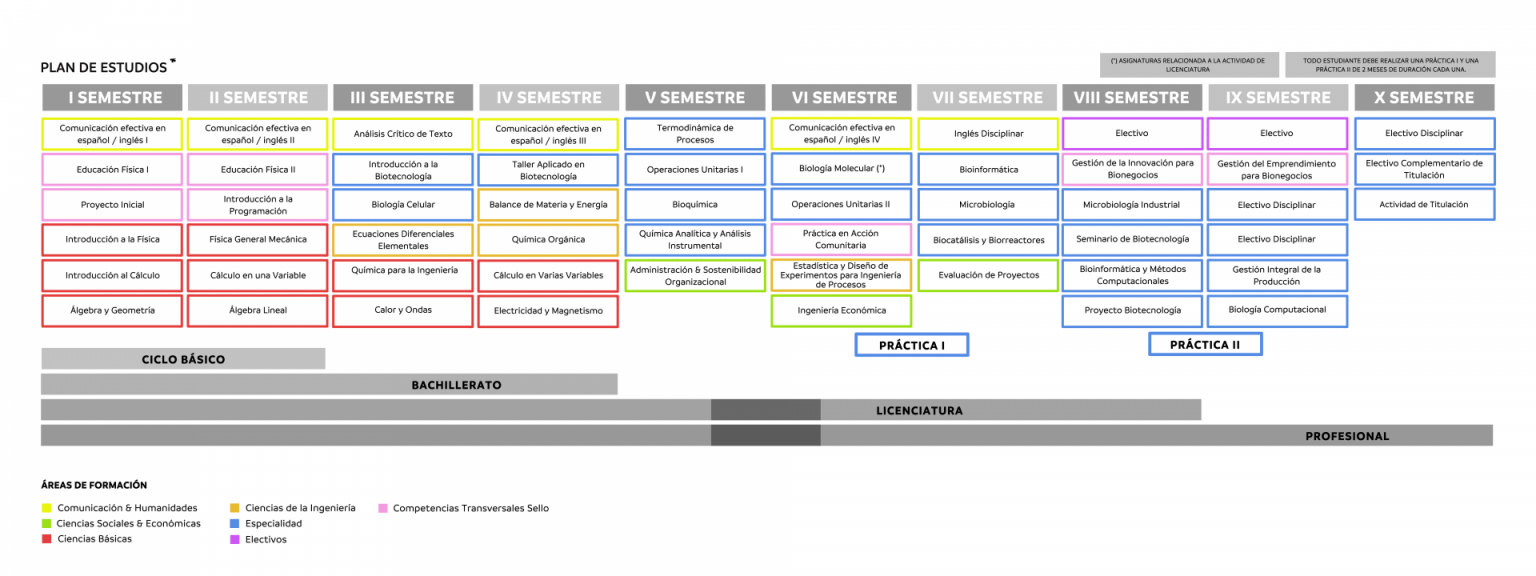 PLAN DE ESTUDIOS *
(*) ASIGNATURAS RELACIONADA A LA ACTIVIDAD DE
LICENCIATURA
TODO ESTUDIANTE DEBE REALIZAR UNA PRÁCTICA I Y UNA
PRÁCTICA II DE 2 MESES DE DURACIÓN CADA UNA.
I SEMESTRE
Comunicación efectiva en
español / inglés I
Educación Física I
Proyecto Inicial
Introducción a la Física
Introducción al Cálculo
Álgebra y Geometría
II SEMESTRE
Comunicación efectiva en
español / inglés II
Educación Física II
Introducción a la
Programación
Física General Mecánica
Cálculo en una Variable
Álgebra Lineal
III SEMESTRE
Análisis Crítico de Texto
Introducción a la
Biotecnología
Biología Celular
Ecuaciones Diferenciales
Elementales
Química para la Ingeniería
Calor y Ondas
IV SEMESTRE
Comunicación efectiva en
español / inglés III
Taller Aplicado en
Biotecnología
Balance de Materia y Energía
Química Orgánica
Cálculo en Varias Variables
Electricidad y Magnetismo
V SEMESTRE
Termodinámica de
Procesos
Operaciones Unitarias I
Bioquímica
Química Analítica y Análisis
Instrumental
Administración & Sostenibilidad
Organizacional
VI SEMESTRE
Comunicación efectiva en
español / inglés IV
Biología Molecular (*)
Operaciones Unitarias II
Práctica en Acción
Comunitaria
Estadística y Diseño de
Experimentos para Ingeniería
de Procesos
Ingeniería Económica
VII SEMESTRE
Inglés Disciplinar
Bioinformática
Microbiología
Biocatálisis y Biorreactores
Evaluación de Proyectos
VIII SEMESTRE
Electivo
Gestión de la Innovación para
Bionegocios
Microbiología Industrial
Seminario de Biotecnología
Bioinformática y Métodos
Computacionales
Proyecto Biotecnología
IX SEMESTRE
Electivo
Gestión del Emprendimiento
para Bionegocios
Electivo Disciplinar
Electivo Disciplinar
Gestión Integral de la
Producción
Biología Computacional
X SEMESTRE
Electivo Disciplinar
Electivo Complementario de
Titulación
Actividad de Titulación
PRÁCTICA I
PRÁCTICA II
CICLO BÁSICO
BACHILLERATO
LICENCIATURA
PROFESIONAL
ÁREAS DE FORMACIÓN
Comunicación & Humanidades
Ciencias Sociales & Económicas
Ciencias Básicas
Ciencias de la Ingeniería
Especialidad
Electivos
Competencias Transversales Sello